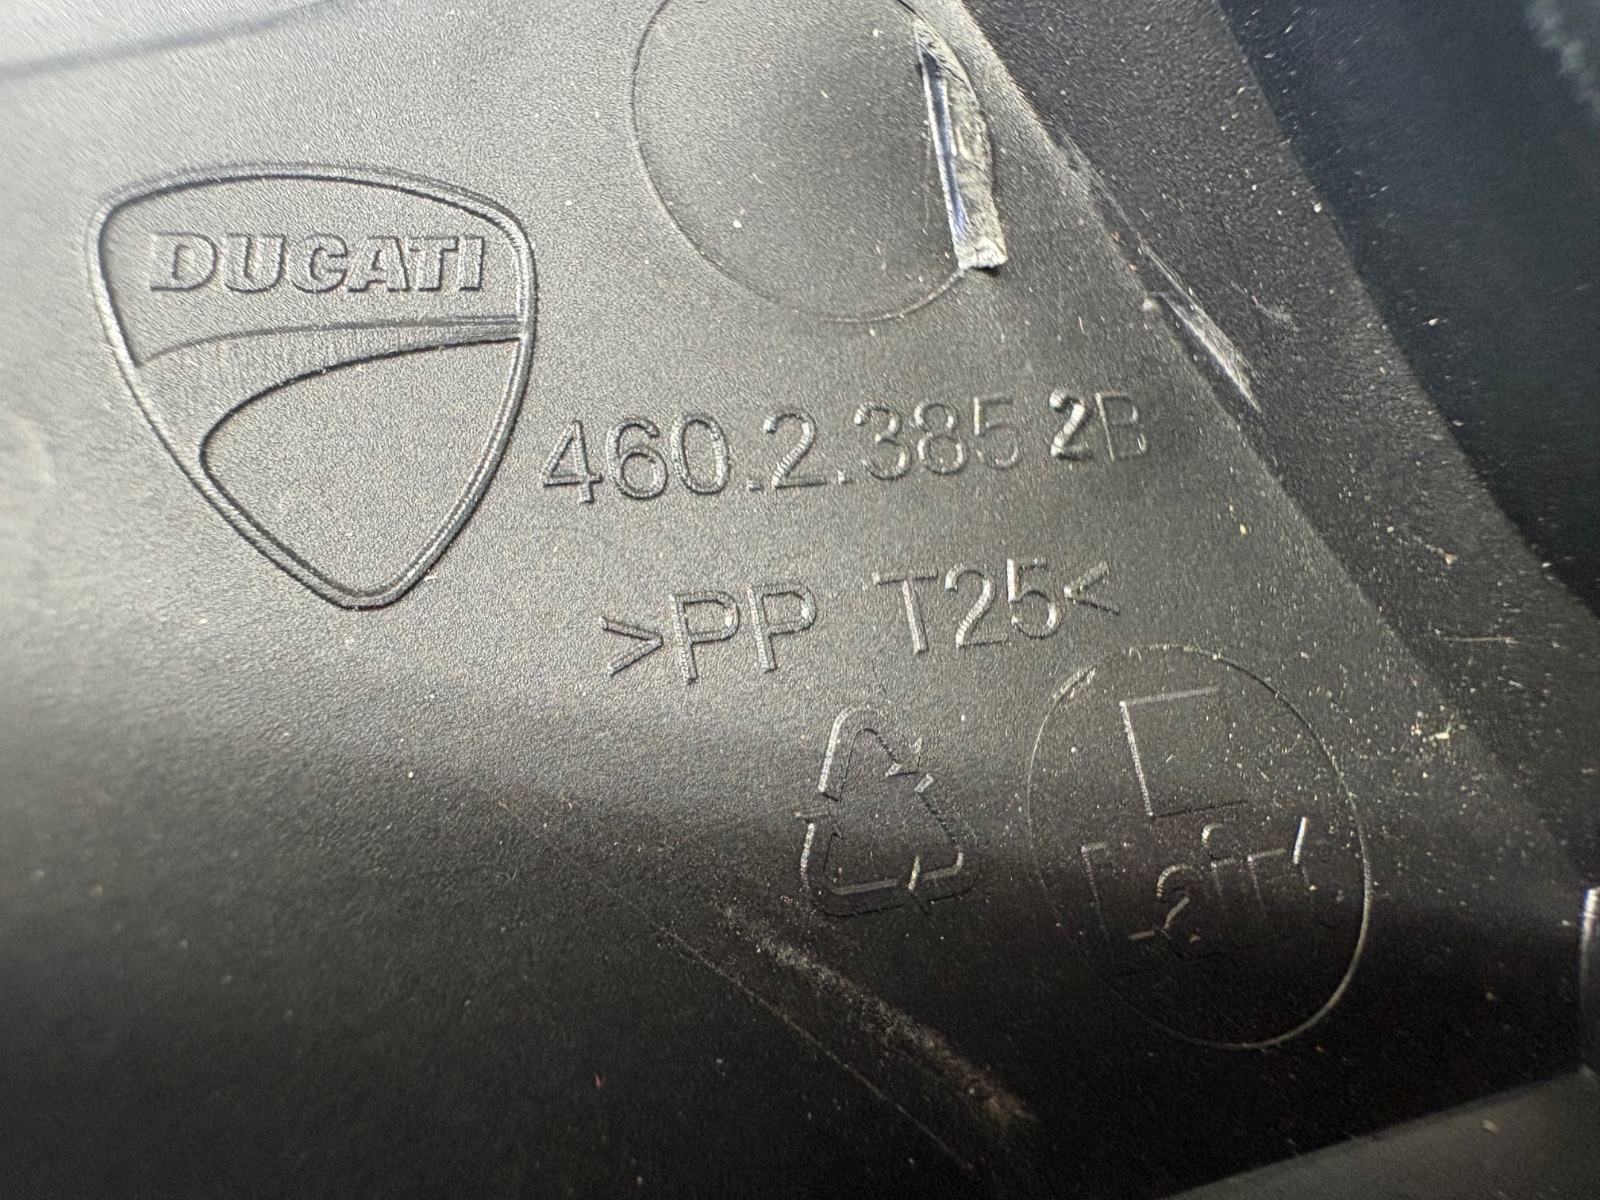 DUCATI
460.2.385 2B
>PP T25<